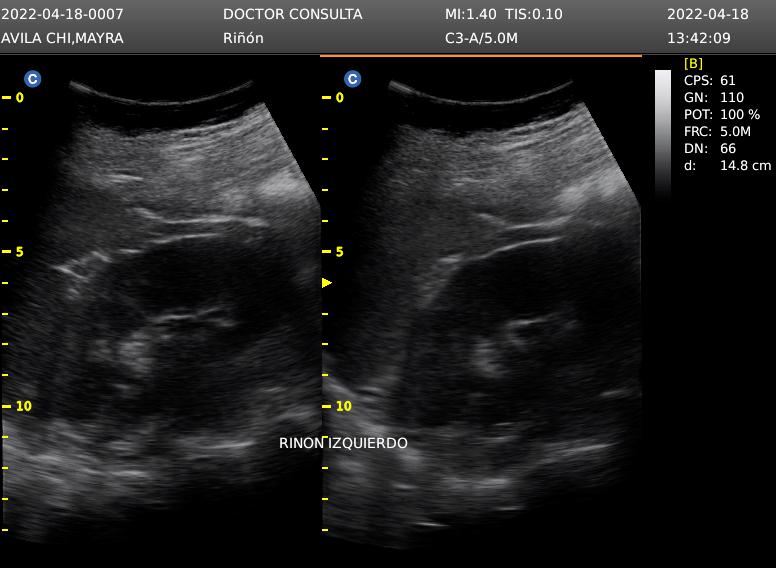 2022-04-18-0007 DOCTOR CONSULTA MI:1.40 TIS:0.10 2022-04-18
AVILA CHI,MAYRA Riñón C3-A/5.0M 13:42:09
[B]
CPS: 61
GN: 110
POT: 100 %
FRC: 5.0M
DN: 66
d: 14.8 cm
C C
0 0
5 5
10 10
RINON IZQUIERDO